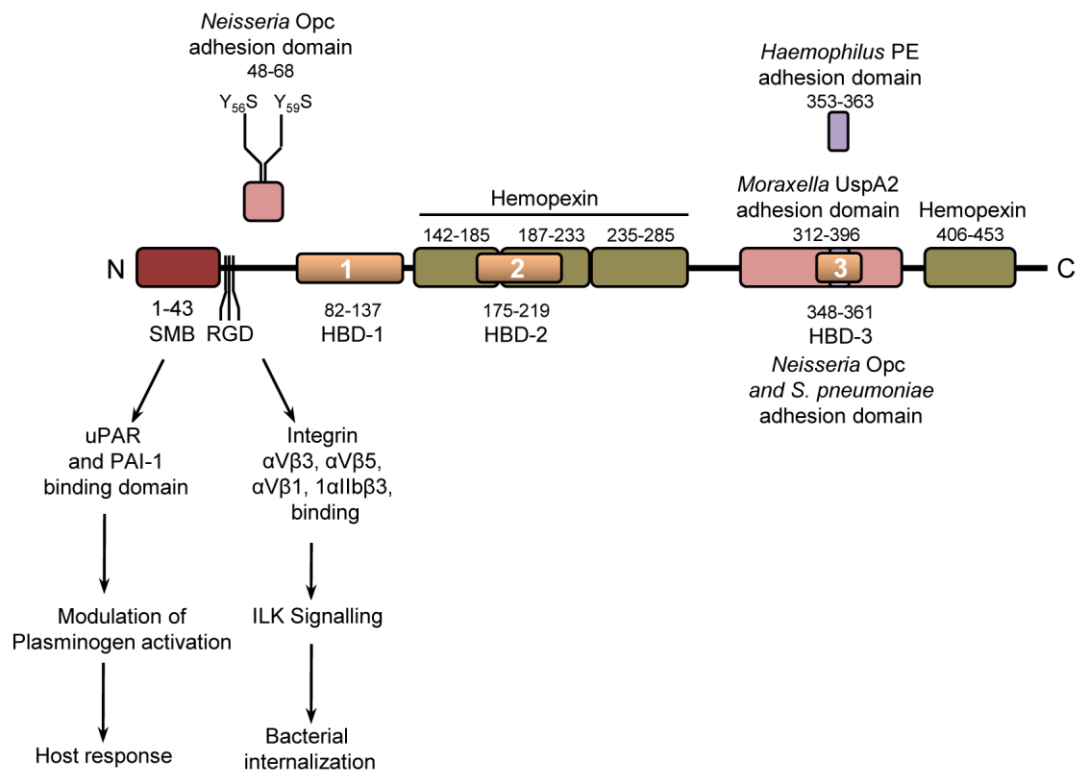 Neisseria Opc
adhesion domain
48-68
Y56S Y59S
Haemophilus PE
adhesion domain
353-363
Hemopexin
142-185 187-233 235-285
Moraxella UspA2
adhesion domain
312-396
Hemopexin
406-453
N 1 2 3 C
1-43
SMB
RGD
82-137
HBD-1
175-219
HBD-2
348-361
HBD-3
Neisseria Opc
and S. pneumoniae
adhesion domain
uPAR
and PAI-1
binding domain
Modulation of
Plasminogen activation
Host response
Integrin
αVβ3, αVβ5,
αVβ1, 1αIIbβ3,
binding
ILK Signalling
Bacterial
internalization